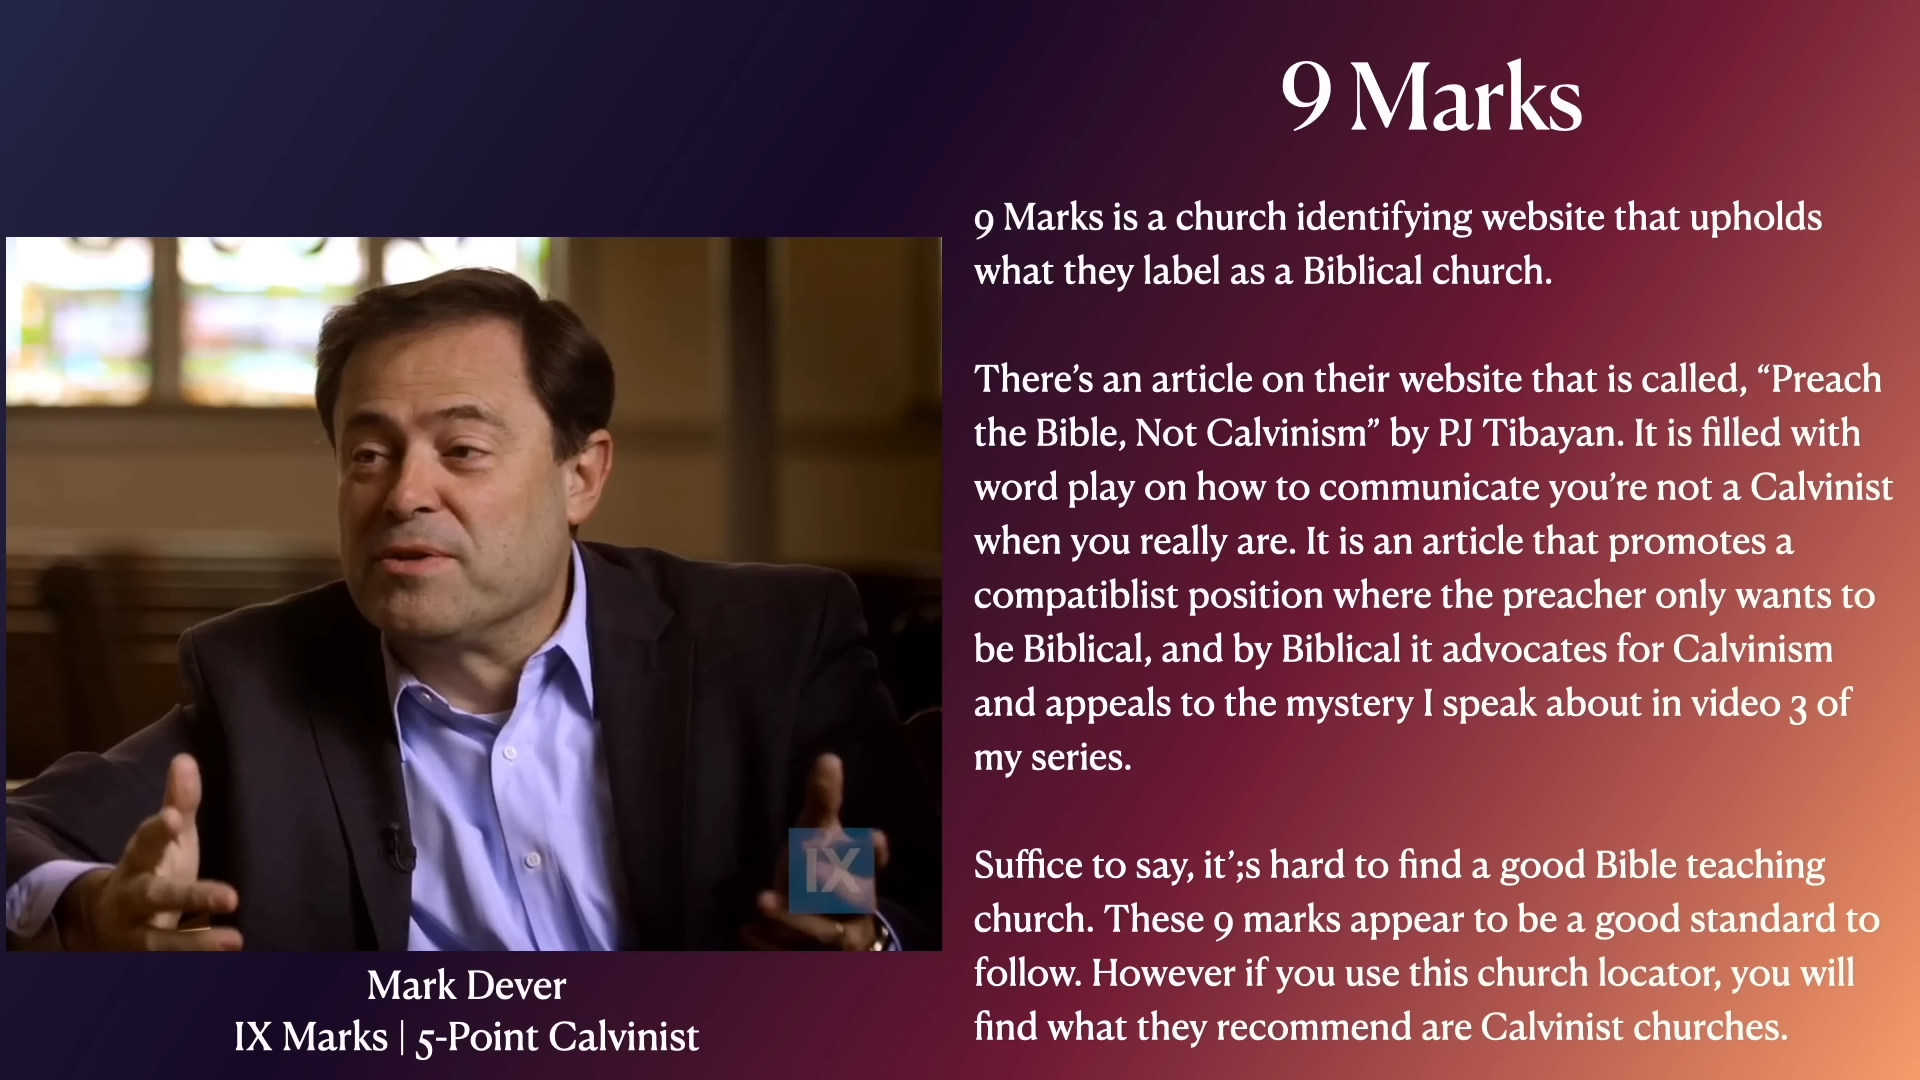 9 Marks
9 Marks is a church identifying website that upholds
what they label as a Biblical church.
There’s an article on their website that is called, “Preach
the Bible, Not Calvinism” by PJ Tibayan. It is filled with
word play on how to communicate you’re not a Calvinist
when you really are. It is an article that promotes a
compatiblist position where the preacher only wants to
be Biblical, and by Biblical it advocates for Calvinism
and appeals to the mystery I speak about in video 3 of
my series.
Suffice to say, it’;s hard to find a good Bible teaching
church. These 9 marks appear to be a good standard to
follow. However if you use this church locator, you will
find what they recommend are Calvinist churches.
IX
Mark Dever
IX Marks | 5-Point Calvinist